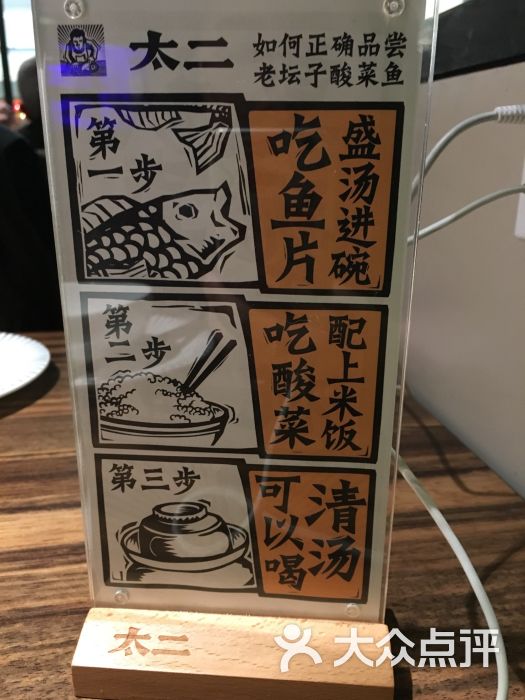 太二
如何正确品尝
老坛子酸菜鱼
第一步
盛汤进碗
吃鱼片
第二步
配上米饭
吃酸菜
第三步
清汤
可以喝
太二
大众点评